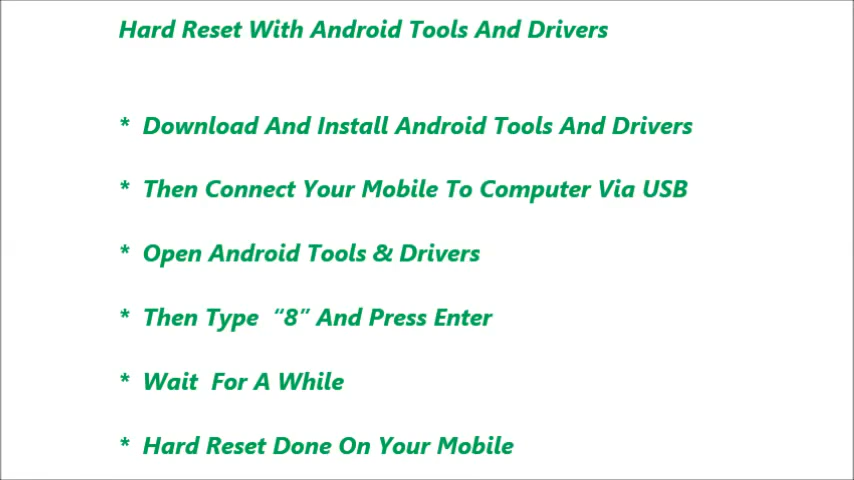 Hard Reset With Android Tools And Drivers
* Download And Install Android Tools And Drivers
* Then Connect Your Mobile To Computer Via USB
* Open Android Tools & Drivers
* Then Type “8” And Press Enter
* Wait For A While
* Hard Reset Done On Your Mobile